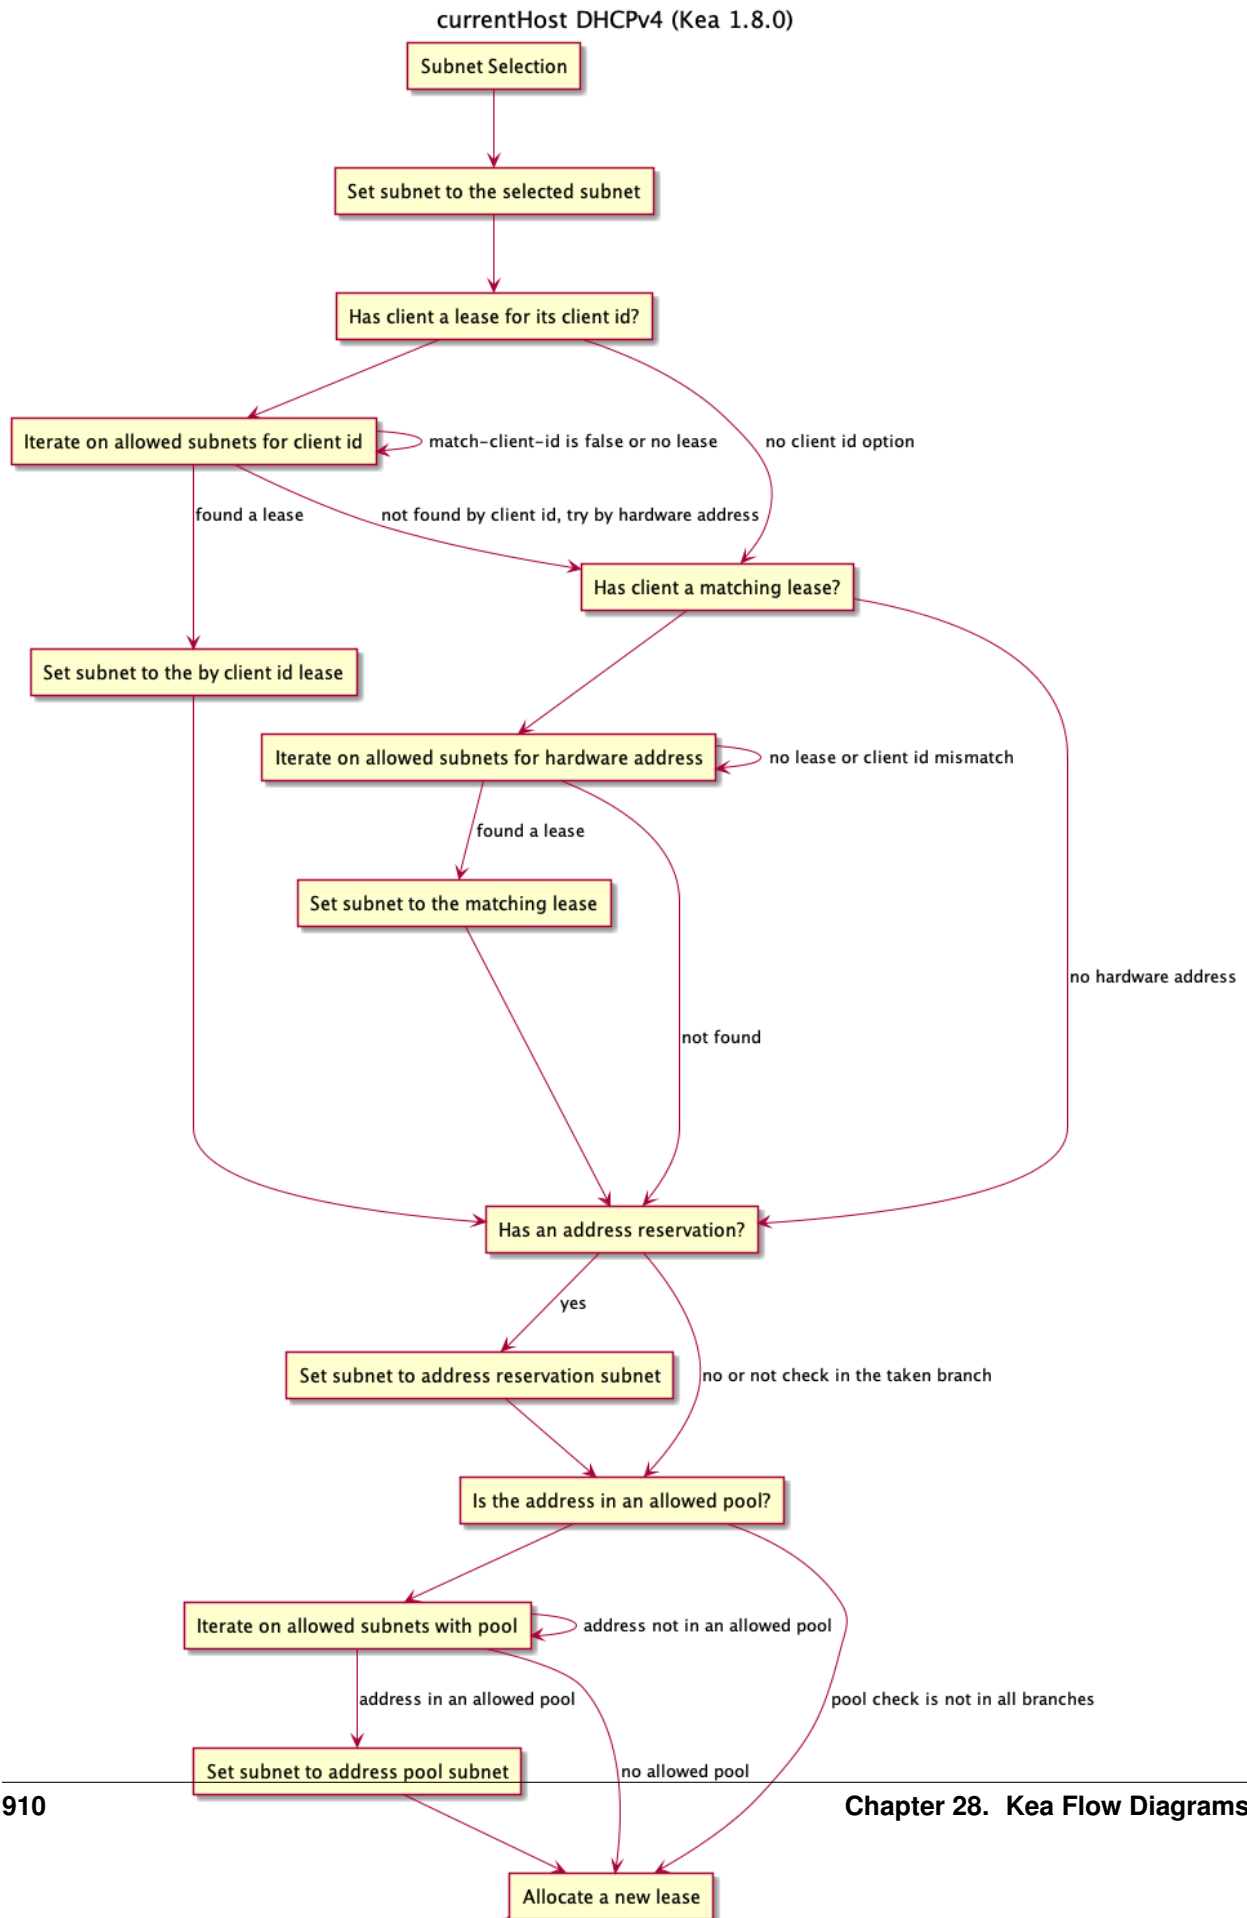 currentHost DHCPv4 (Kea 1.8.0)
Subnet Selection
Set subnet to the selected subnet
Has client a lease for its client id?
Iterate on allowed subnets for client id
match-client-id is false or no lease
no client id option
found a lease
not found by client id, try by hardware address
Has client a matching lease?
Set subnet to the by client id lease
Iterate on allowed subnets for hardware address
no lease or client id mismatch
found a lease
Set subnet to the matching lease
no hardware address
not found
Has an address reservation?
yes
Set subnet to address reservation subnet
no or not check in the taken branch
Is the address in an allowed pool?
Iterate on allowed subnets with pool
address not in an allowed pool
address in an allowed pool
pool check is not in all branches
Set subnet to address pool subnet
no allowed pool
910
Chapter 28. Kea Flow Diagrams
Allocate a new lease